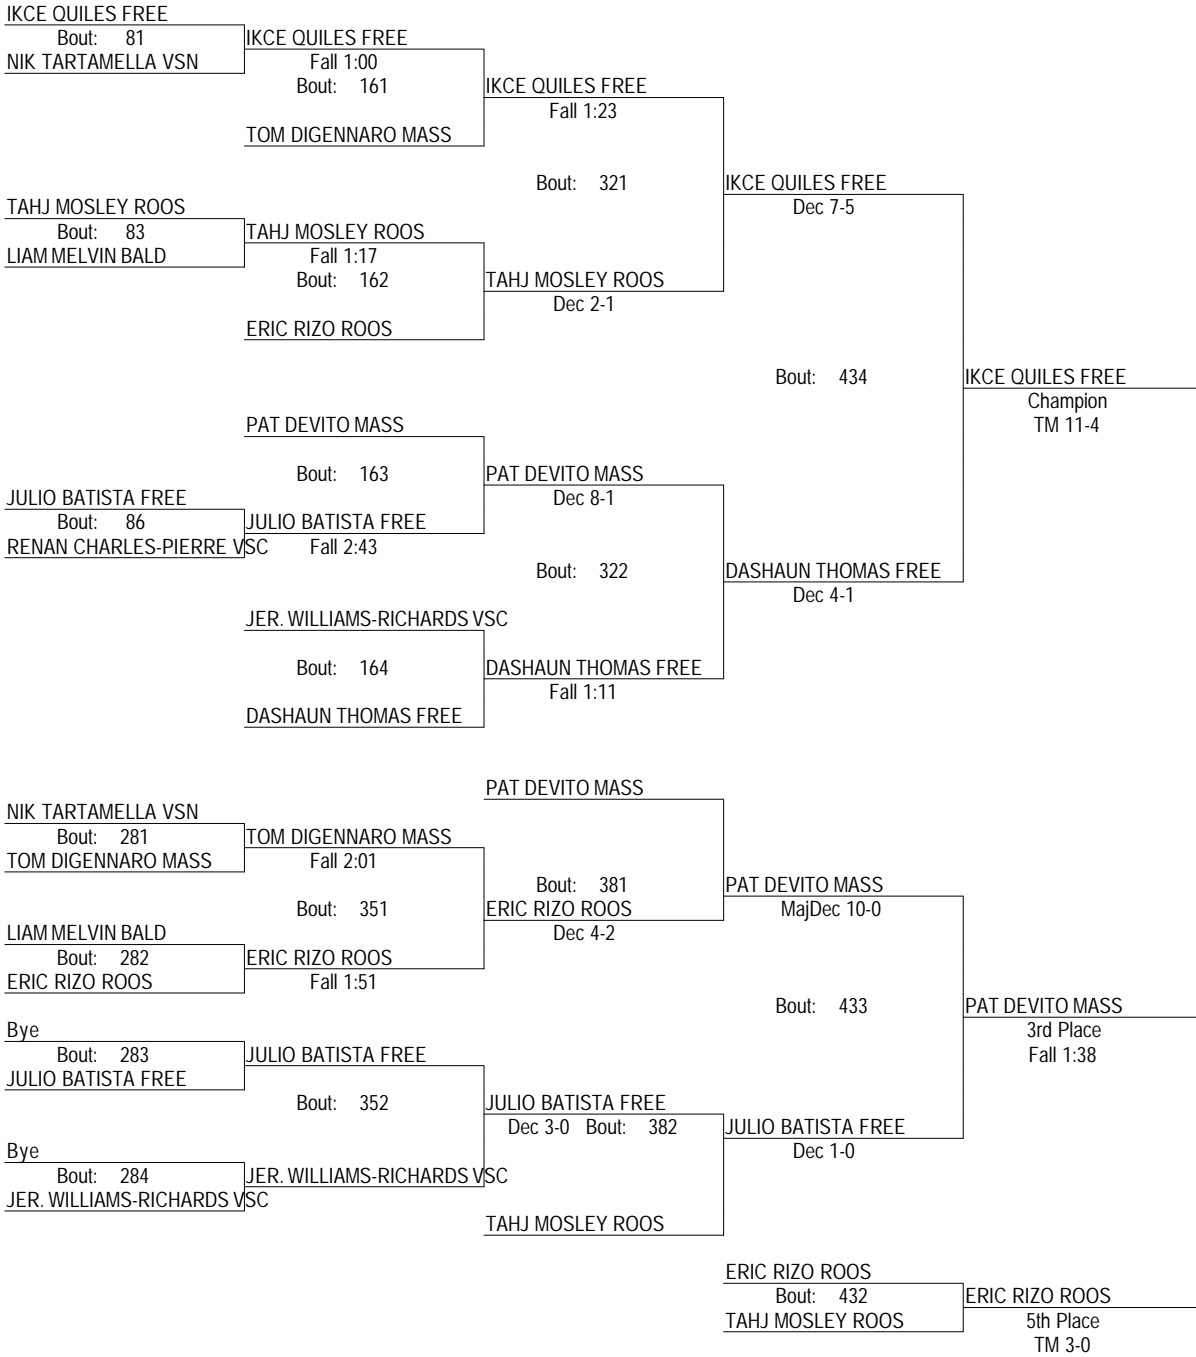 IKCE QUILES FREE
Bout: 81
NIK TARTAMELLA VSN
IKCE QUILES FREE
Fall 1:00
Bout: 161
TOM DIGENNARO MASS
IKCE QUILES FREE
Fall 1:23
Bout: 321
TAHJ MOSLEY ROOS
Bout: 83
LIAM MELVIN BALD
TAHJ MOSLEY ROOS
Fall 1:17
Bout: 162
ERIC RIZO ROOS
TAHJ MOSLEY ROOS
Dec 2-1
IKCE QUILES FREE
Dec 7-5
Bout: 434
IKCE QUILES FREE
Champion
TM 11-4
PAT DEVITO MASS
Bout: 163
JULIO BATISTA FREE
Bout: 86
RENAN CHARLES-PIERRE VSC
JULIO BATISTA FREE
Fall 2:43
PAT DEVITO MASS
Dec 8-1
Bout: 322
JER. WILLIAMS-RICHARDS VSC
Bout: 164
DASHAUN THOMAS FREE
DASHAUN THOMAS FREE
Fall 1:11
DASHAUN THOMAS FREE
Dec 4-1
PAT DEVITO MASS
NIK TARTAMELLA VSN
Bout: 281
TOM DIGENNARO MASS
TOM DIGENNARO MASS
Fall 2:01
Bout: 351
LIAM MELVIN BALD
Bout: 282
ERIC RIZO ROOS
ERIC RIZO ROOS
Fall 1:51
Bout: 381
ERIC RIZO ROOS
Dec 4-2
PAT DEVITO MASS
MajDec 10-0
Bout: 433
PAT DEVITO MASS
3rd Place
Fall 1:38
Bye
Bout: 283
JULIO BATISTA FREE
JULIO BATISTA FREE
Bout: 352
Bye
Bout: 284
JER. WILLIAMS-RICHARDS VSC
JER. WILLIAMS-RICHARDS VSC
JULIO BATISTA FREE
Dec 3-0 Bout: 382
TAHJ MOSLEY ROOS
JULIO BATISTA FREE
Dec 1-0
ERIC RIZO ROOS
Bout: 432
TAHJ MOSLEY ROOS
ERIC RIZO ROOS
5th Place
TM 3-0